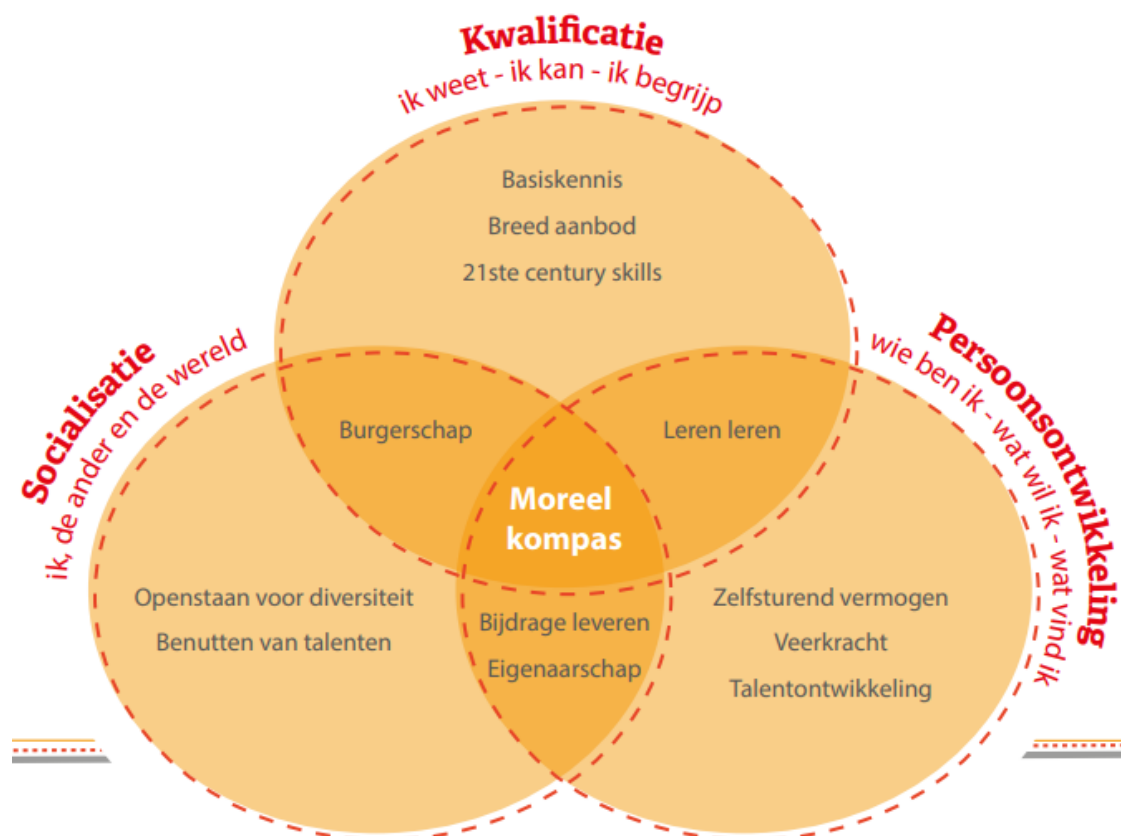 Kwalificatie
ik weet - ik kan - ik begrijp
Basiskennis
Breed aanbod
21ste century skills
Socialisatie
ik, de ander en de wereld
Persoonsontwikkeling
wie ben ik - wat wil ik - wat vind ik
Burgerschap
Leren leren
Moreel
kompas
Openstaan voor diversiteit
Benutten van talenten
Bijdrage leveren
Eigenaarschap
Zelfsturend vermogen
Veerkracht
Talentontwikkeling